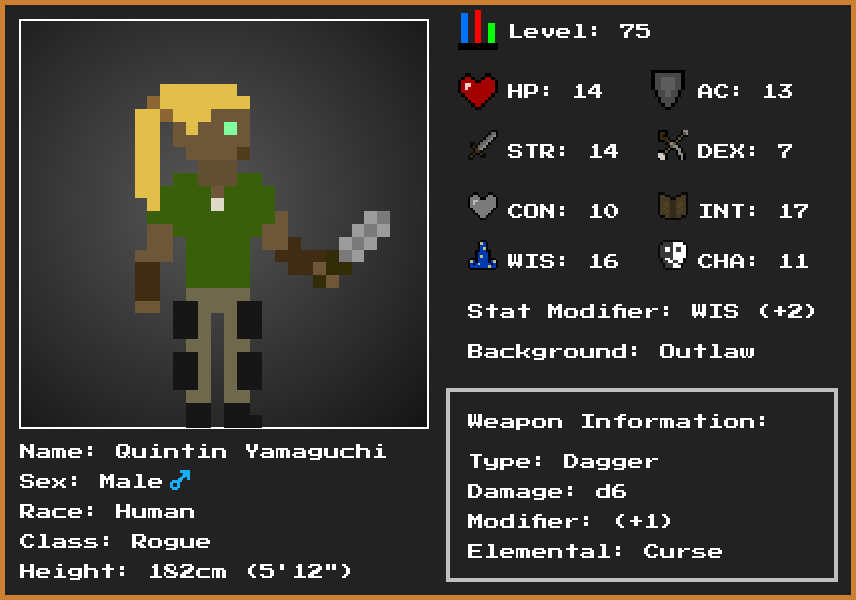 Level: 75
HP: 14
AC: 13
STR: 14
DEX: 7
CON: 10
INT: 17
WIS: 16
CHA: 11
Stat Modifier: WIS (+2)
Background: Outlaw
Weapon Information:
Type: Dagger
Damage: d6
Modifier: (+1)
Elemental: Curse
Name: Quintin Yamaguchi
Sex: Male♂
Race: Human
Class: Rogue
Height: 182cm (5'12")